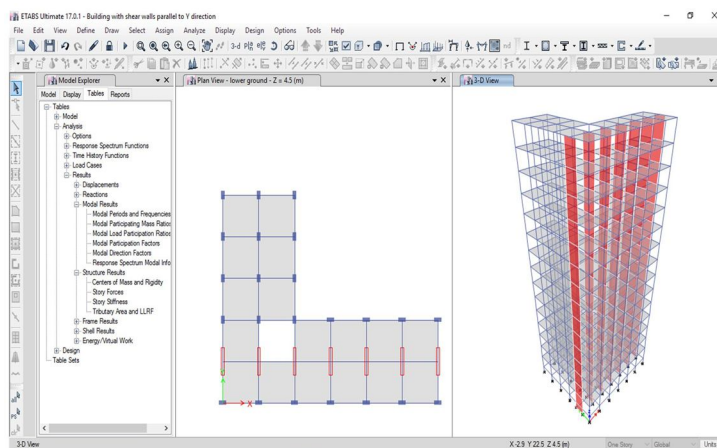 ETABS Ultimate 17.0.1 - Building with shear walls parallel to Y direction
File Edit View Define Draw Select Assign Analyze Display Design Options Tools Help
3-d
Model Explorer
Model Display Tables Reports
Tables
Model
Analysis
Options
Response Spectrum Functions
Time History Functions
Load Cases
Results
Displacements
Reactions
Modal Results
Modal Periods and Frequencies
Modal Participating Mass Ratios
Modal Load Participation Ratios
Modal Participation Factors
Modal Direction Factors
Response Spectrum Modal Info
Structure Results
Centers of Mass and Rigidity
Story Forces
Story Stiffness
Tributary Area and LLRF
Frame Results
Shell Results
Energy/Virtual Work
Design
Table Sets
Plan View - lower ground - Z = 4.5 (m)
X
3-D View
3-D View
X -2.9 Y 22.5 Z 4.5 (m)
One Story
Global
Units